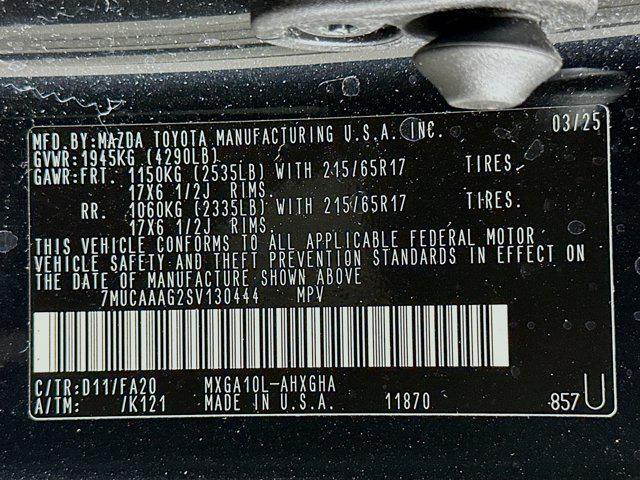 MFD.BY:MAZDA TOYOTA MANUFACTURING U.S.A. INC. 03/25
GVWR:1945KG (4290LB)
GAWR:FRT. 1150KG (2535LB) WITH 215/65R17 TIRES.
17X6 1/2J RIMS.
RR. 1060KG (2335LB) WITH 215/65R17 TIRES.
17X6 1/2J RIMS.
THIS VEHICLE CONFORMS TO ALL APPLICABLE FEDERAL MOTOR
VEHICLE SAFETY AND THEFT PREVENTION STANDARDS IN EFFECT ON
THE DATE OF MANUFACTURE SHOWN ABOVE
7MUCAAAG2SV130444 MPV
C/TR:D11/FA20 MXGA10L-AHXGHA
A/TM: /K121 MADE IN U.S.A. 11870 857 U